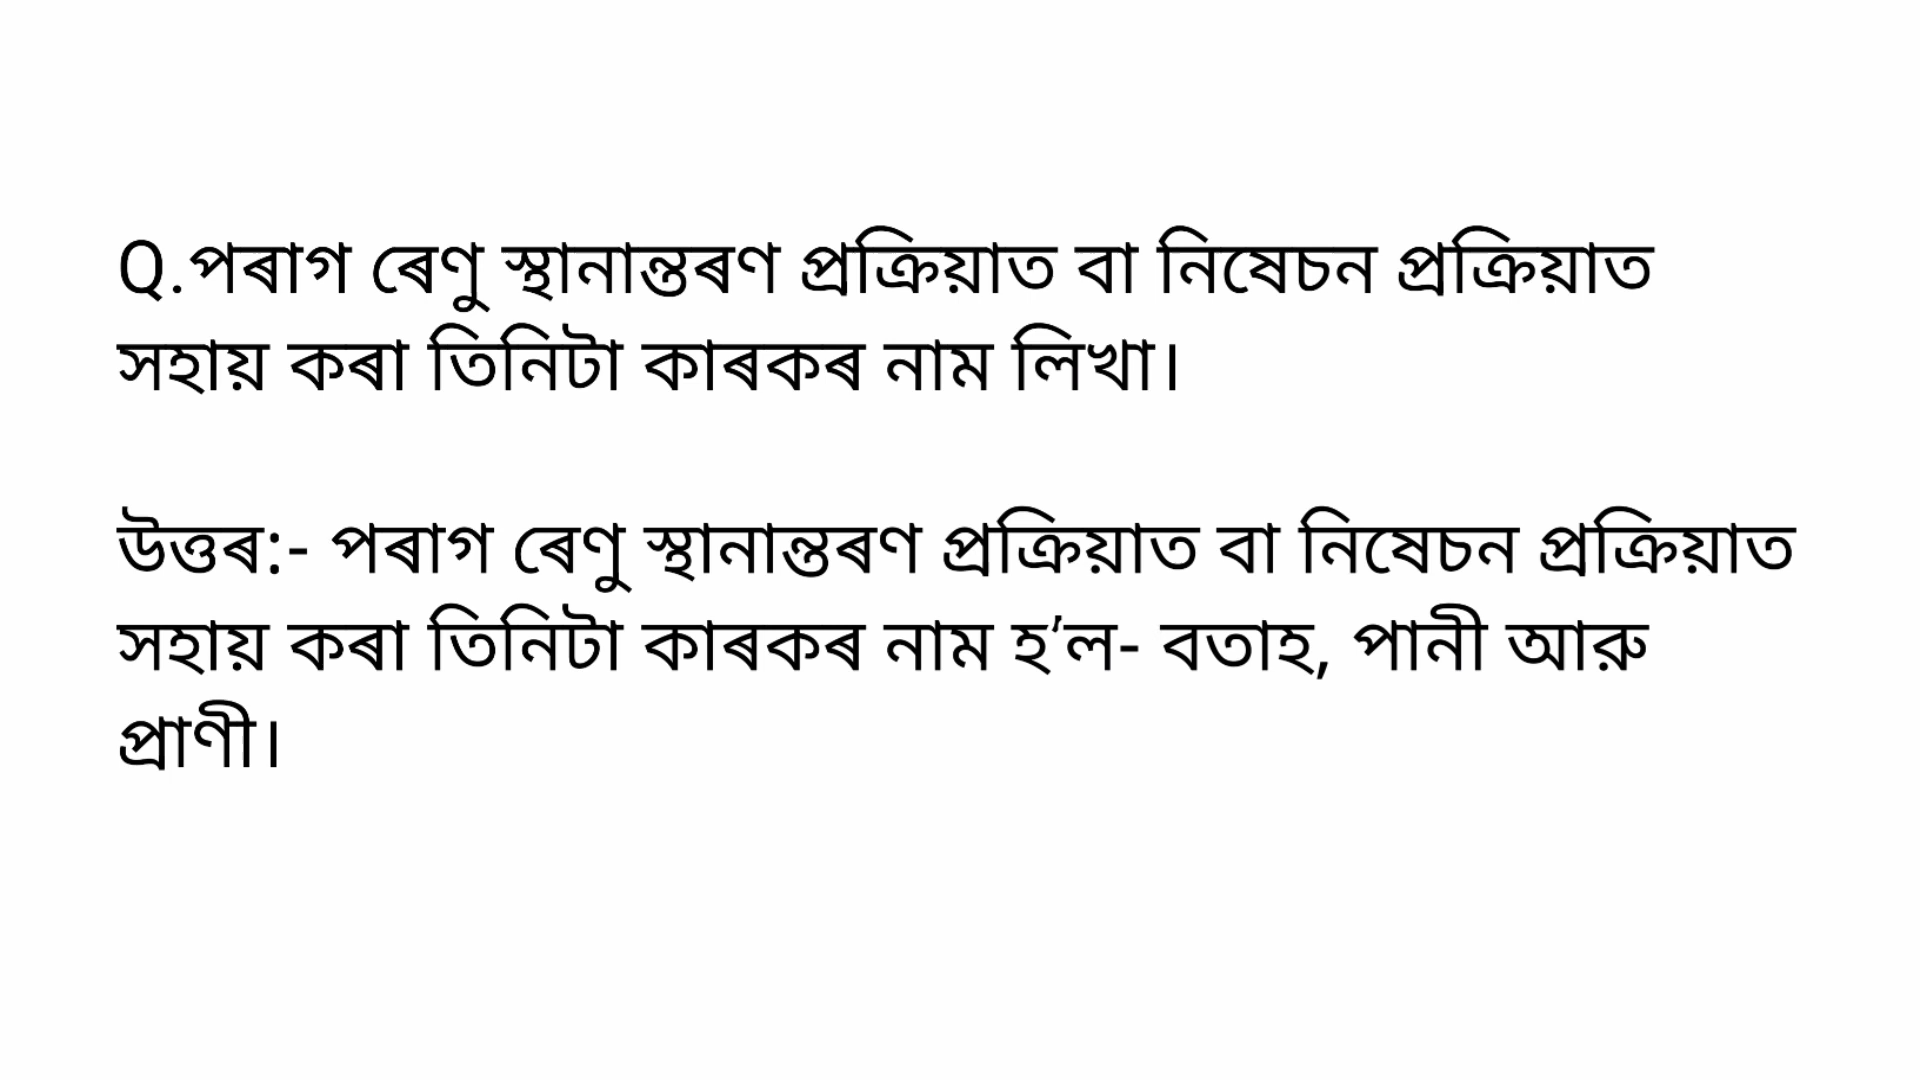 Q.পৰাগ ৰেণু স্থানান্তৰণ প্ৰক্ৰিয়াত বা নিষেচন প্ৰক্ৰিয়াত
সহায় কৰা তিনিটা কাৰকৰ নাম লিখা।
উত্তৰ:- পৰাগ ৰেণু স্থানান্তৰণ প্ৰক্ৰিয়াত বা নিষেচন প্ৰক্ৰিয়াত
সহায় কৰা তিনিটা কাৰকৰ নাম হ’ল- বতাহ, পানী আৰু
প্ৰাণী।